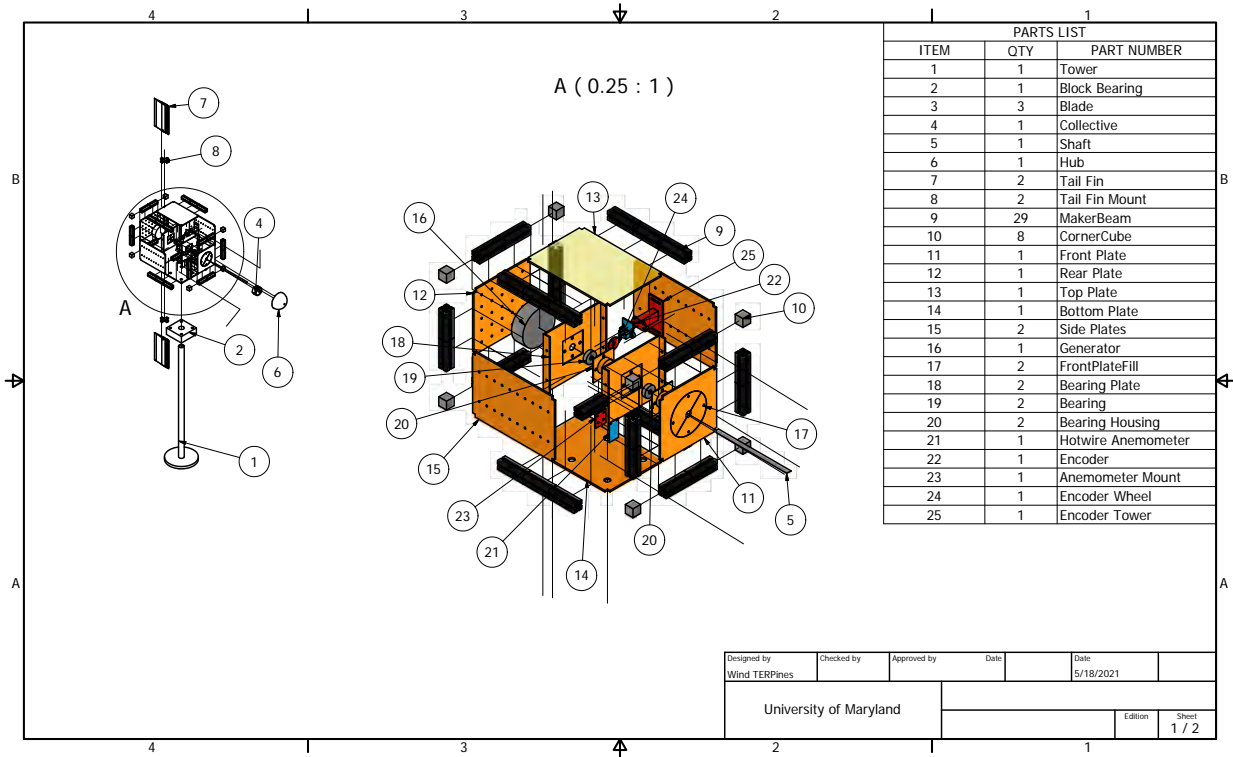 4 3 2 1
PARTS LIST
ITEM QTY PART NUMBER
1 1 Tower
2 1 Block Bearing
3 3 Blade
4 1 Collective
5 1 Shaft
6 1 Hub
7 2 Tail Fin
8 2 Tail Fin Mount
9 29 MakerBeam
10 8 CornerCube
11 1 Front Plate
12 1 Rear Plate
13 1 Top Plate
14 1 Bottom Plate
15 2 Side Plates
16 1 Generator
17 2 FrontPlateFill
18 2 Bearing Plate
19 2 Bearing
20 2 Bearing Housing
21 1 Hotwire Anemometer
22 1 Encoder
23 1 Anemometer Mount
24 1 Encoder Wheel
25 1 Encoder Tower
A ( 0.25 : 1 )
7
8
4
A
2
6
1
13
24
16
9
25
12
22
10
18
19
20
17
15
11
23
5
21
20
14
B B
A A
Designed by Checked by Approved by Date Date
Wind TERPines 5/18/2021
University of Maryland
Edition Sheet
1 / 2
4 3 2 1